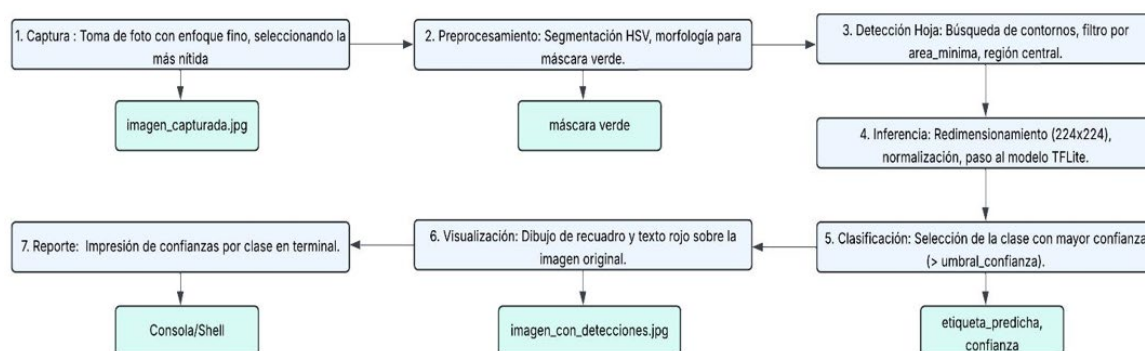 1. Captura : Toma de foto con enfoque fino, seleccionando la
más nítida
imagen_capturada.jpg
2. Preprocesamiento: Segmentación HSV, morfología para
máscara verde.
máscara verde
3. Detección Hoja: Búsqueda de contornos, filtro por
area_minima, región central.
4. Inferencia: Redimensionamiento (224x224),
normalización, paso al modelo TFLite.
5. Clasificación: Selección de la clase con mayor confianza
(> umbral_confianza).
etiqueta_predicha,
confianza
6. Visualización: Dibujo de recuadro y texto rojo sobre la
imagen original.
imagen_con_detecciones.jpg
7. Reporte: Impresión de confianzas por clase en terminal.
Consola/Shell